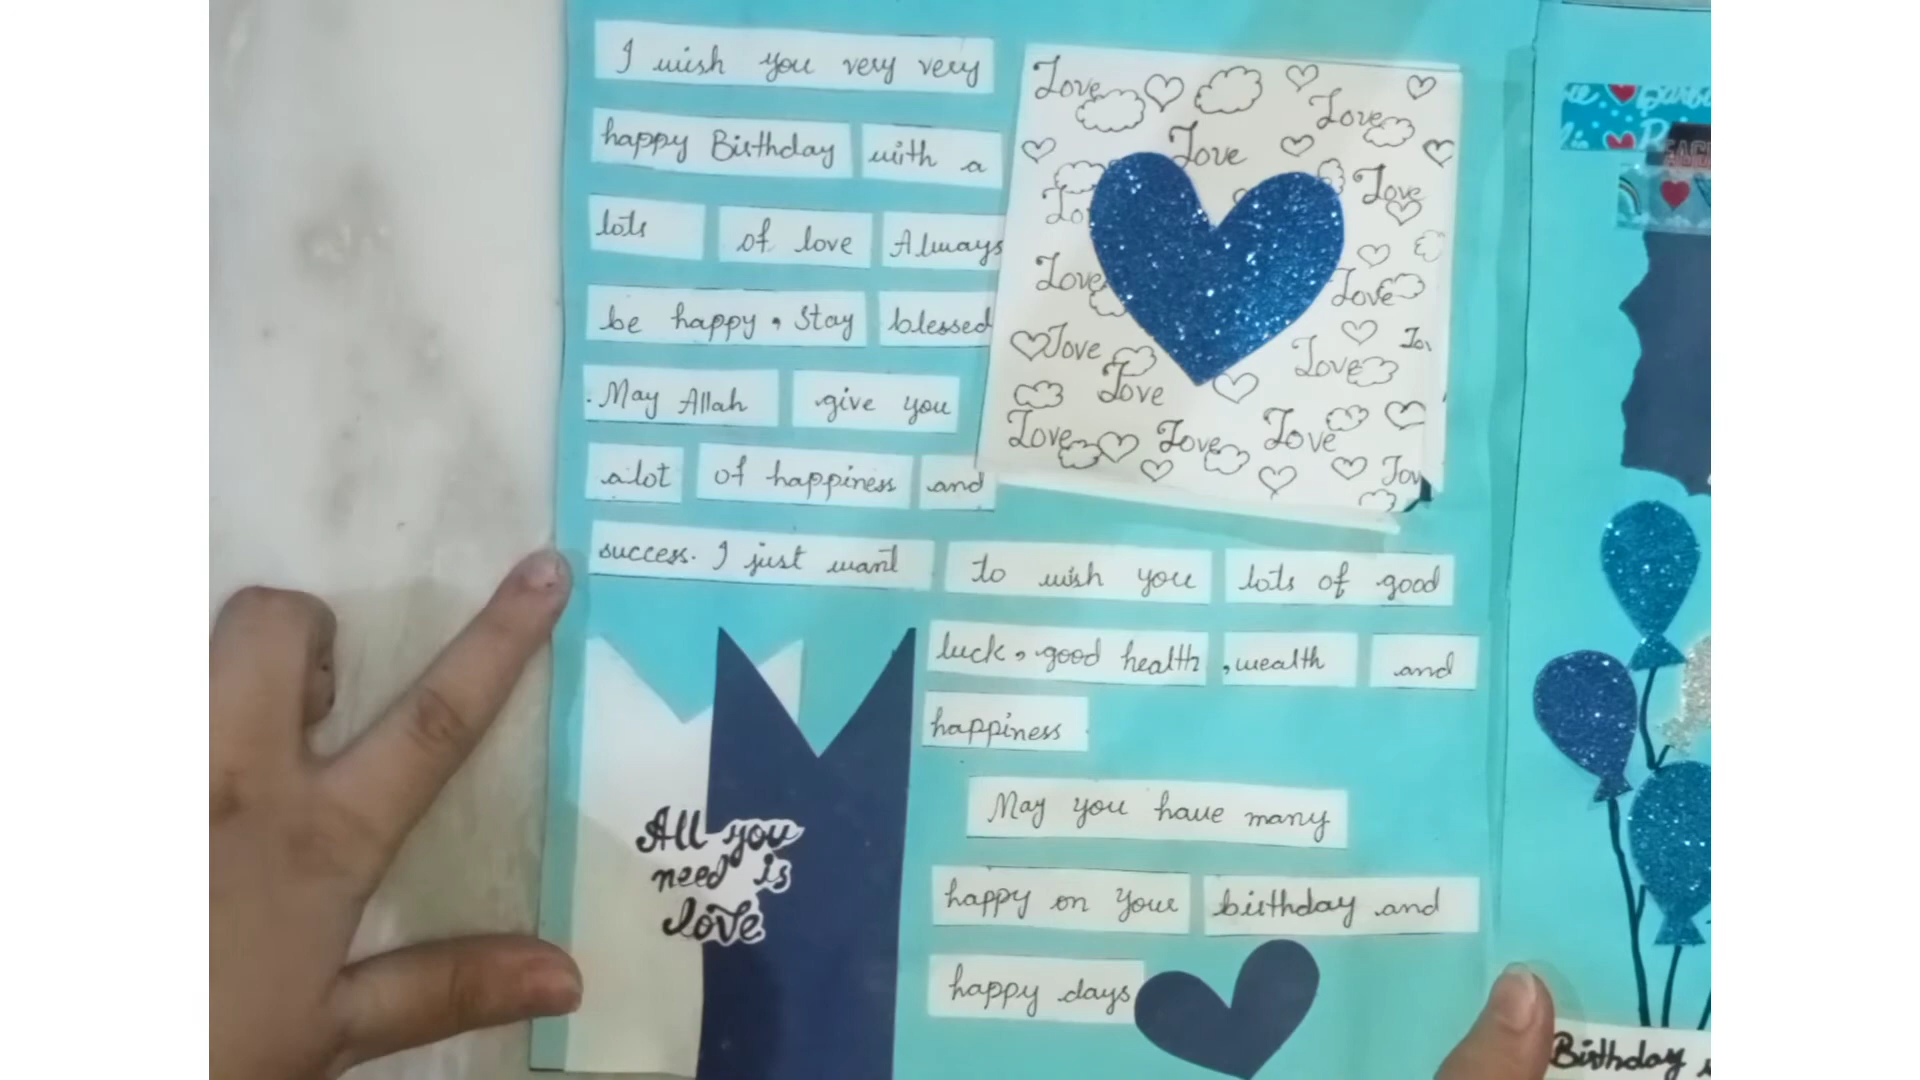 I wish you very very
happy Birthday with a
lots of love Always
be happy, Stay blessed
. May Allah give you
a lot of happiness and
success. I just want to wish you lots of good
luck, good health, wealth and
happiness
May you have many
happy on your birthday and
happy days
All you
need is
love
Love
Love
Love
Love
Love
Love
Love
Love
Love
Love
Love
Love
Love
Birthday